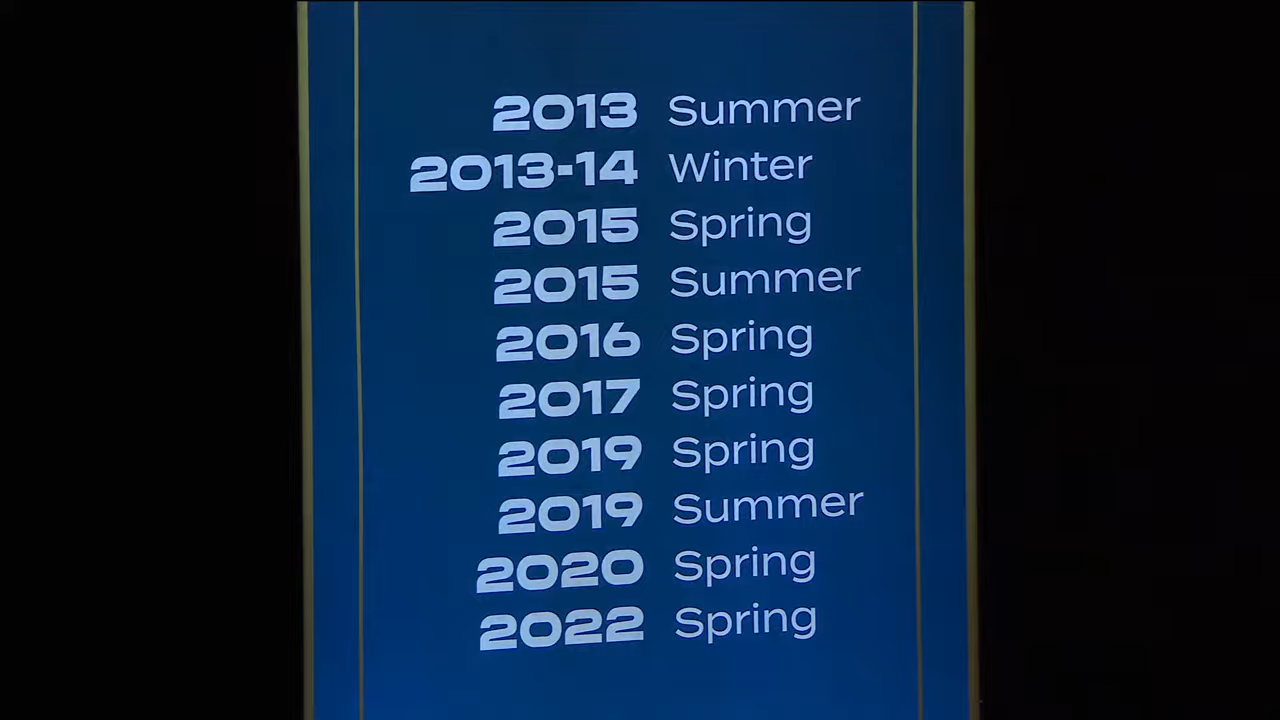 2013 Summer
2013-14 Winter
2015 Spring
2015 Summer
2016 Spring
2017 Spring
2019 Spring
2019 Summer
2020 Spring
2022 Spring